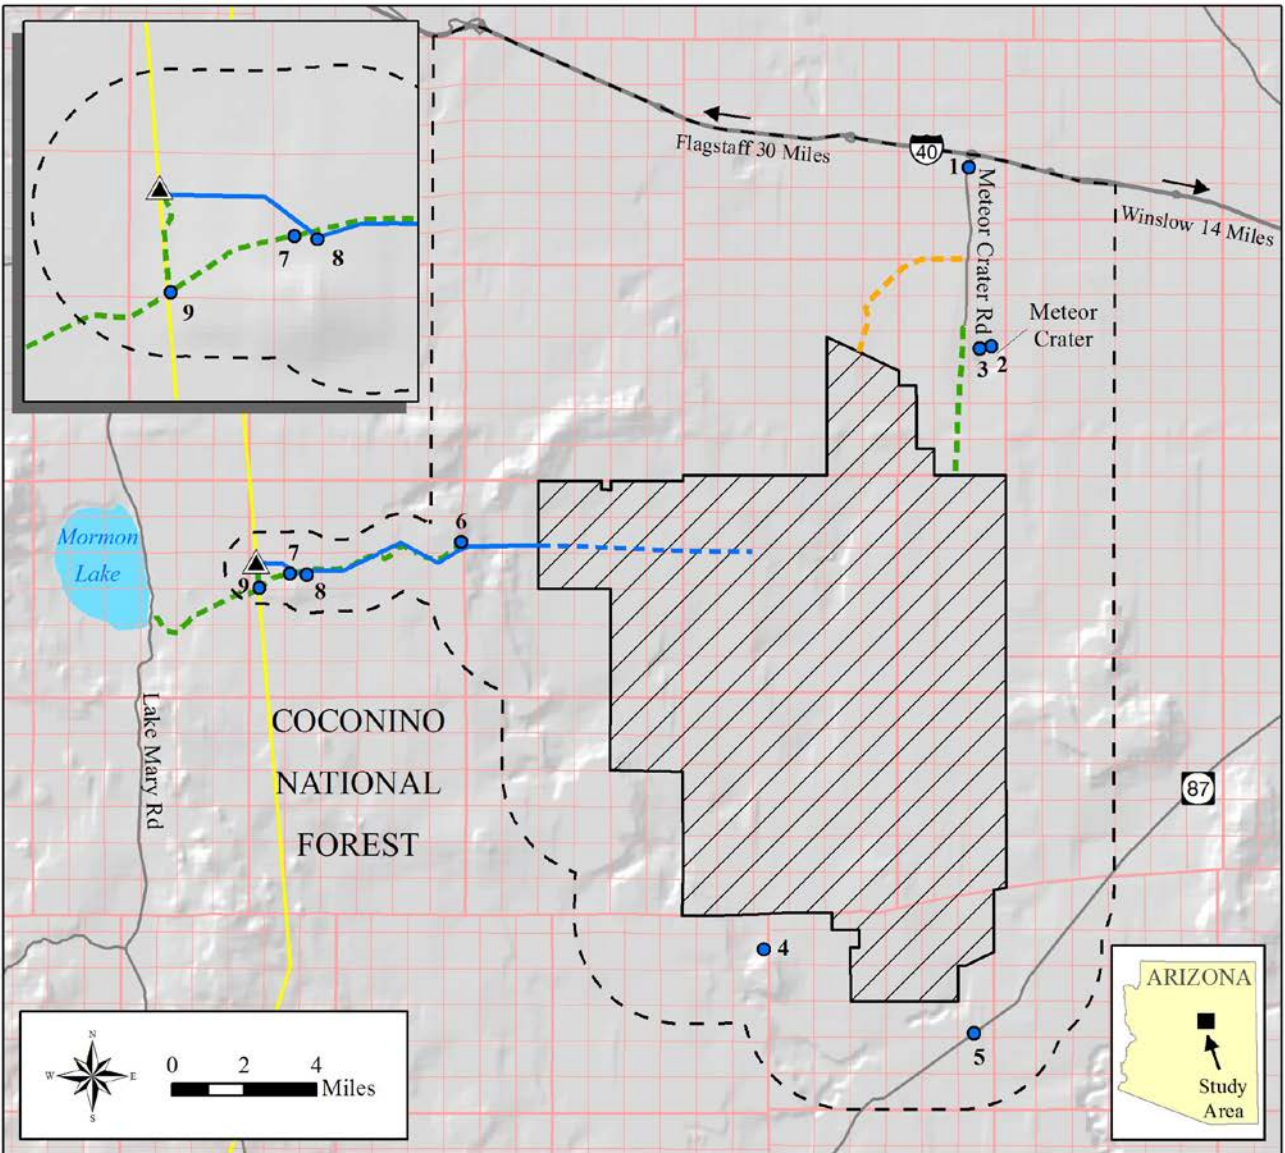 40
Flagstaff 30 Miles
Winslow 14 Miles
1
Meteor Crater Rd
Meteor
Crater
3
2
7
8
9
6
7
8
9
Mormon
Lake
Lake Mary Rd
COCONINO
NATIONAL
FOREST
87
4
5
N
W
E
S
0
2
4
Miles
ARIZONA
Study
Area